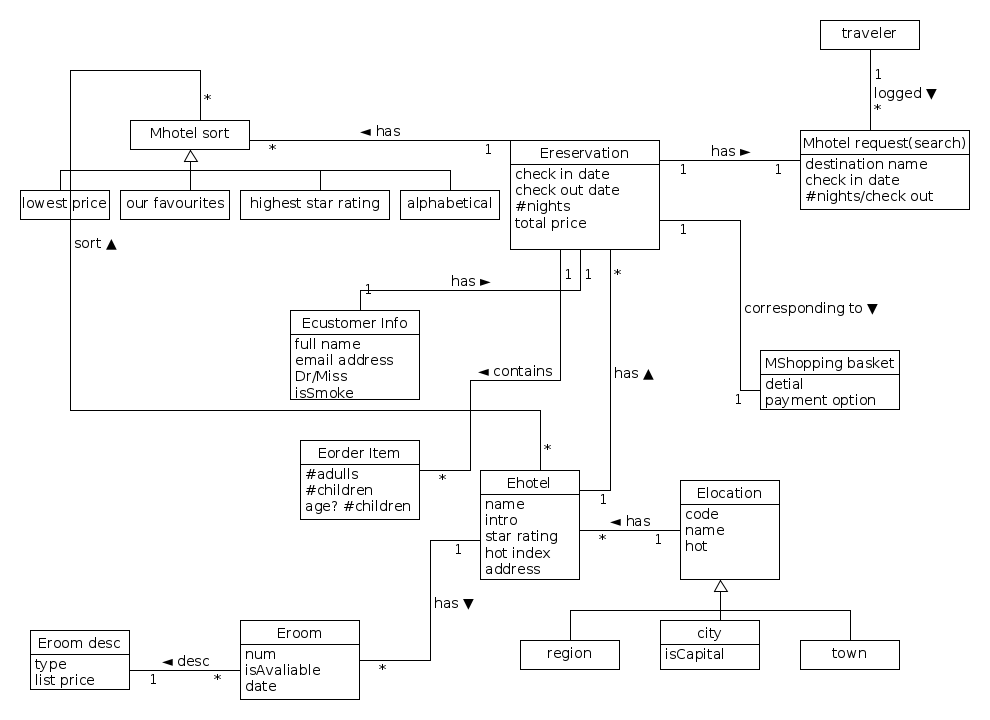 traveler
1
logged ▼
*
Mhotel request(search)
destination name
check in date
#nights/check out
*
Mhotel sort
◄ has
*
1
Ereservation
check in date
check out date
#nights
total price
has ►
1
1
lowest price
our favourites
highest star rating
alphabetical
sort ▲
1
corresponding to ▼
1
MShopping basket
detial
payment option
1
1
*
has ►
1
Ecustomer Info
full name
email address
Dr/Miss
isSmoke
◄ contains
has ▲
*
Eorder Item
#adulls
#children
age? #children
*
1
Ehotel
name
intro
star rating
hot index
address
◄ has
*
1
Elocation
code
name
hot
1
has ▼
*
Eroom
num
isAvaliable
date
◄ desc
1
*
Eroom desc
type
list price
region
city
isCapital
town